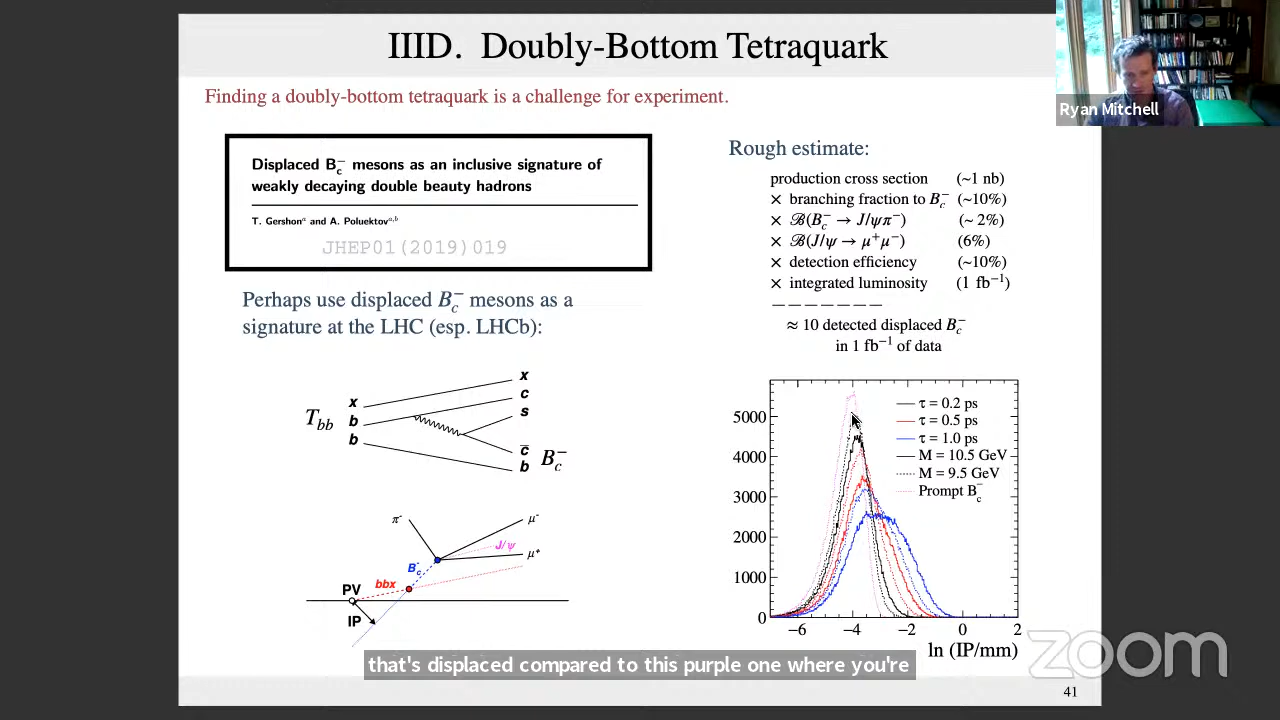 IIID. Doubly-Bottom Tetraquark
Finding a doubly-bottom tetraquark is a challenge for experiment.
Ryan Mitchell
Displaced B_c^− mesons as an inclusive signature of
weakly decaying double beauty hadrons
T. Gershon^a and A. Poluektov^a,b
JHEP01(2019)019
Perhaps use displaced B_c^− mesons as a
signature at the LHC (esp. LHCb):
x
b
b
T_bb
x
c
s
c̄
b
B_c^−
π^-
μ^-
J/ψ
μ^+
B_c^-
bbx
PV
IP
Rough estimate:
production cross section (~1 nb)
× branching fraction to B_c^− (~10%)
× ℬ(B_c^− → J/ψπ^−) (~ 2%)
× ℬ(J/ψ → μ^+μ^−) (6%)
× detection efficiency (~10%)
× integrated luminosity (1 fb^−1)
— — — — — — —
≈ 10 detected displaced B_c^−
in 1 fb^−1 of data
τ = 0.2 ps
τ = 0.5 ps
τ = 1.0 ps
M = 10.5 GeV
M = 9.5 GeV
Prompt B_c^-
5000
4000
3000
2000
1000
0
−6 −4 −2 0 2
ln (IP/mm)
that's displaced compared to this purple one where you're
zoom
41